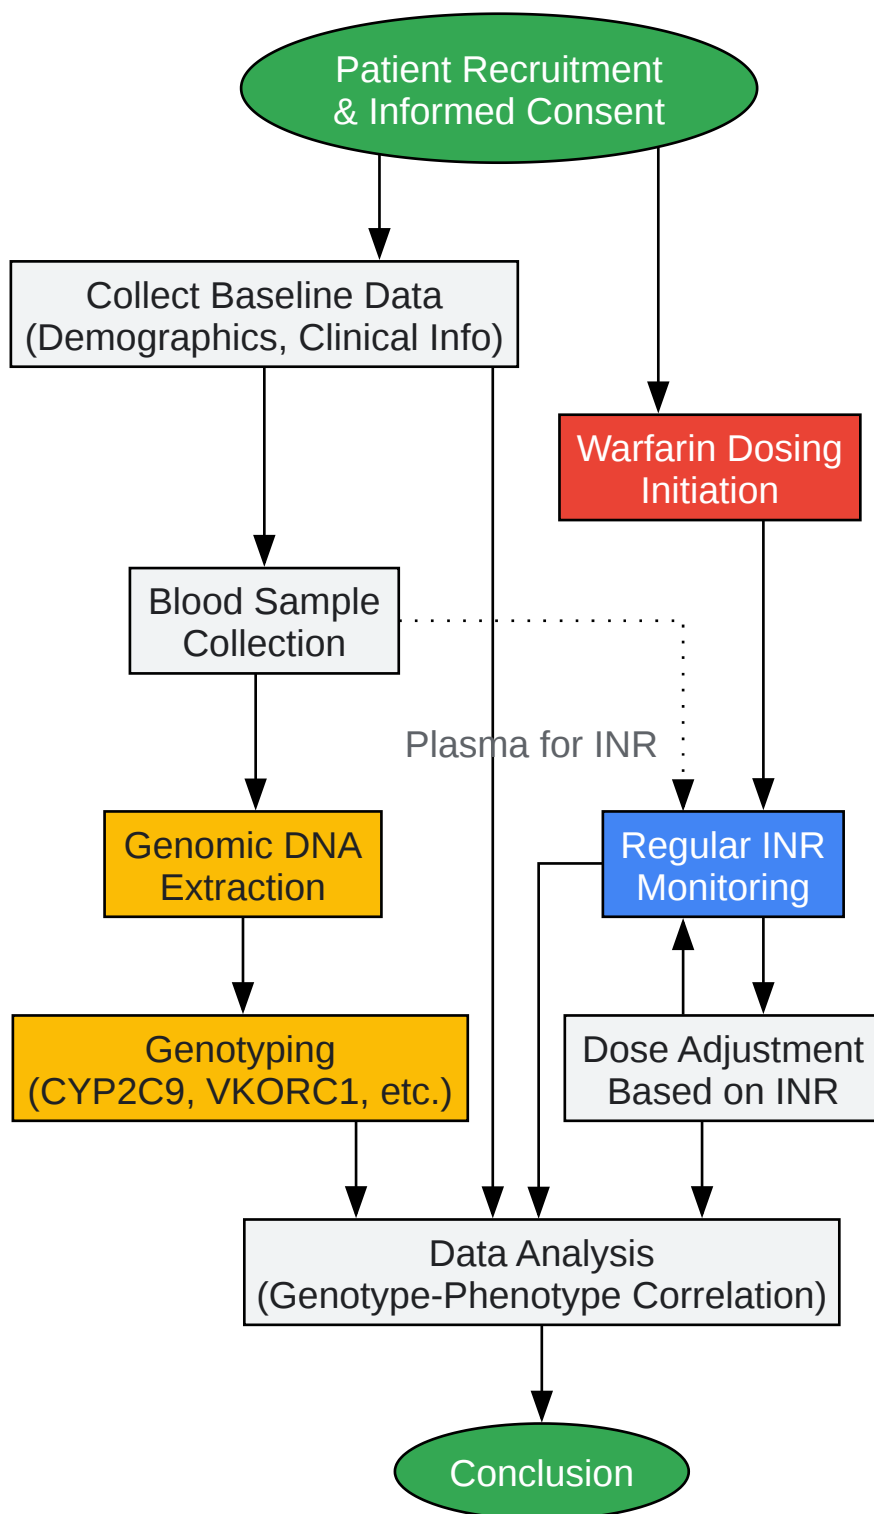 Patient Recruitment
& Informed Consent
Collect Baseline Data
(Demographics, Clinical Info)
Warfarin Dosing
Initiation
Blood Sample
Collection
Plasma for INR
Genomic DNA
Extraction
Regular INR
Monitoring
Genotyping
(CYP2C9, VKORC1, etc.)
Dose Adjustment
Based on INR
Data Analysis
(Genotype-Phenotype Correlation)
Conclusion